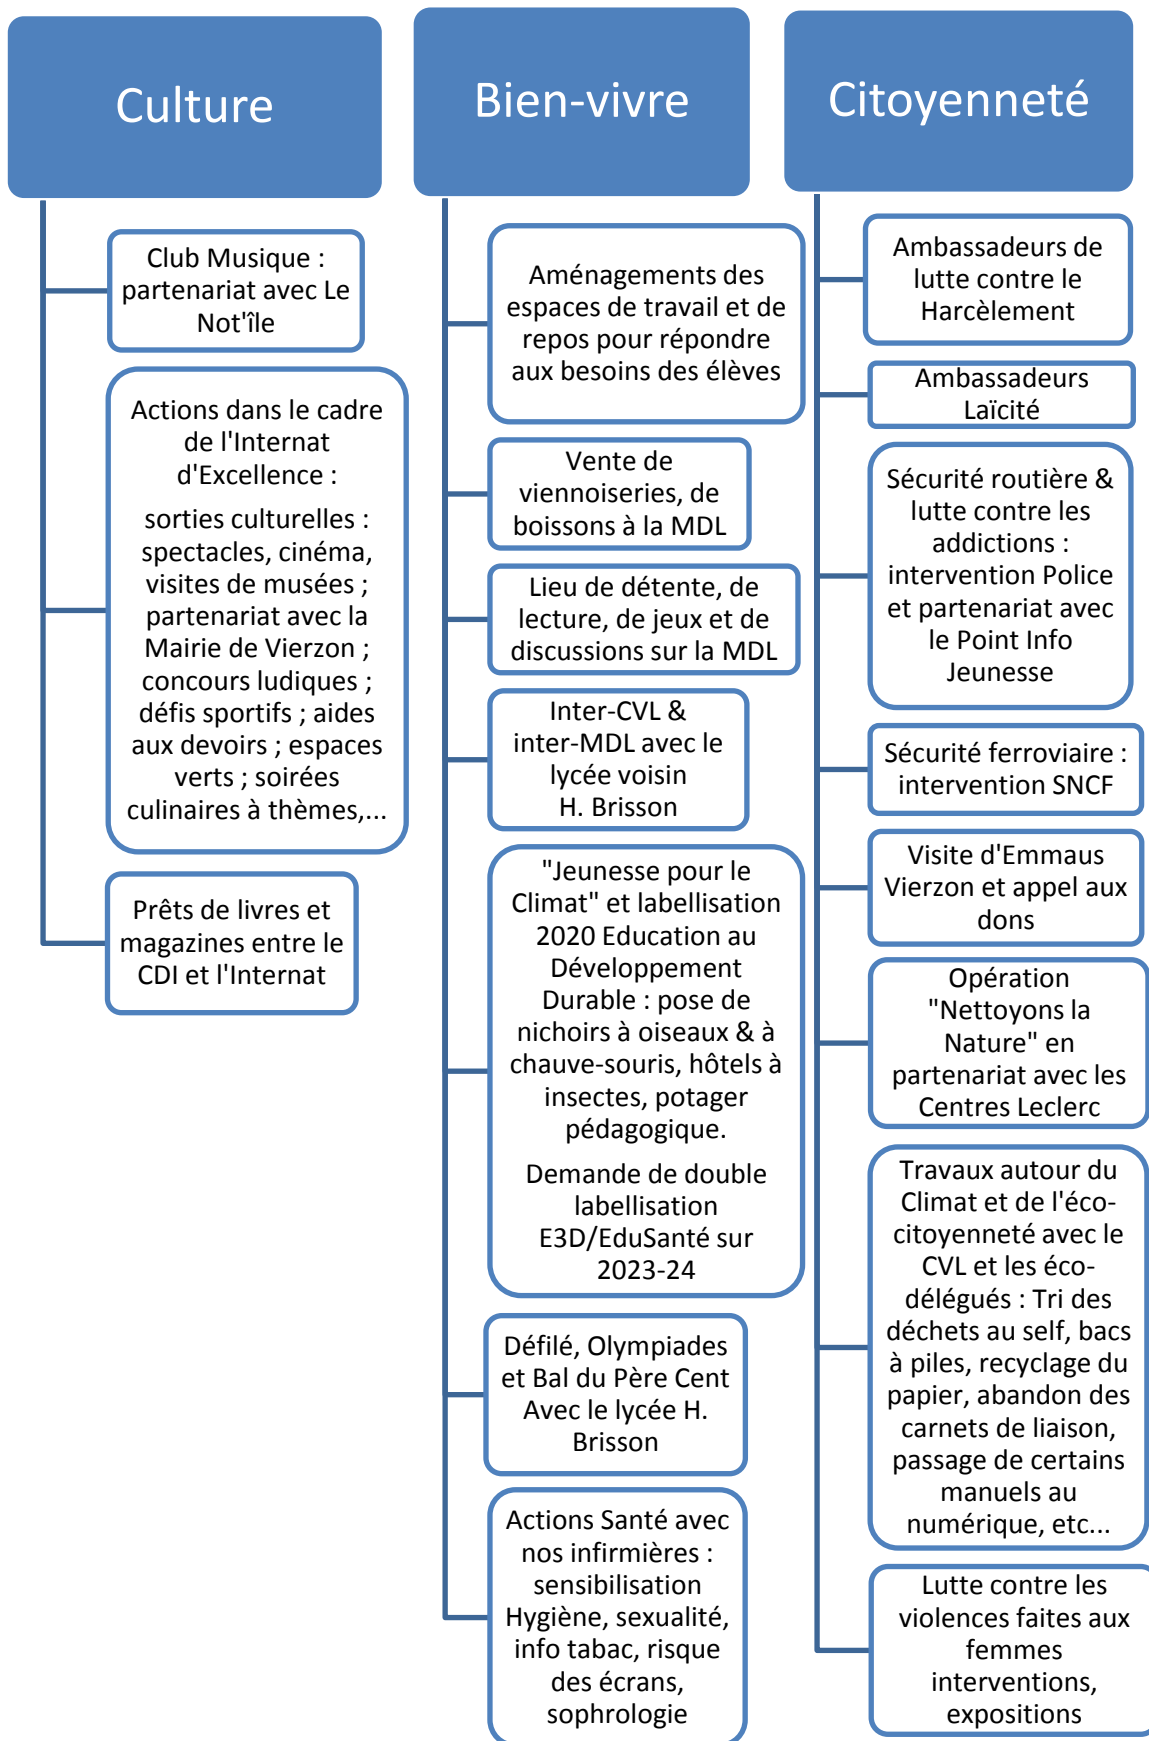 Culture
Club Musique :
partenariat avec Le
Not'île
Actions dans le cadre
de l'Internat
d'Excellence :
sorties culturelles :
spectacles, cinéma,
visites de musées ;
partenariat avec la
Mairie de Vierzon ;
concours ludiques ;
défis sportifs ; aides
aux devoirs ; espaces
verts ; soirées
culinaires à thèmes,...
Prêts de livres et
magazines entre le
CDI et l'Internat
Bien-vivre
Aménagements des
espaces de travail et de
repos pour répondre
aux besoins des élèves
Vente de
viennoiseries, de
boissons à la MDL
Lieu de détente, de
lecture, de jeux et de
discussions sur la MDL
Inter-CVL &
inter-MDL avec le
lycée voisin
H. Brisson
"Jeunesse pour le
Climat" et labellisation
2020 Education au
Développement
Durable : pose de
nichoirs à oiseaux & à
chauve-souris, hôtels à
insectes, potager
pédagogique.
Demande de double
labellisation
E3D/EduSanté sur
2023-24
Défilé, Olympiades
et Bal du Père Cent
Avec le lycée H.
Brisson
Actions Santé avec
nos infirmières :
sensibilisation
Hygiène, sexualité,
info tabac, risque
des écrans,
sophrologie
Citoyenneté
Ambassadeurs de
lutte contre le
Harcèlement
Ambassadeurs
Laïcité
Sécurité routière &
lutte contre les
addictions :
intervention Police
et partenariat avec
le Point Info
Jeunesse
Sécurité ferroviaire :
intervention SNCF
Visite d'Emmaus
Vierzon et appel aux
dons
Opération
"Nettoyons la
Nature" en
partenariat avec les
Centres Leclerc
Travaux autour du
Climat et de l'éco-
citoyenneté avec le
CVL et les éco-
délégués : Tri des
déchets au self, bacs
à piles, recyclage du
papier, abandon des
carnets de liaison,
passage de certains
manuels au
numérique, etc...
Lutte contre les
violences faites aux
femmes
interventions,
expositions